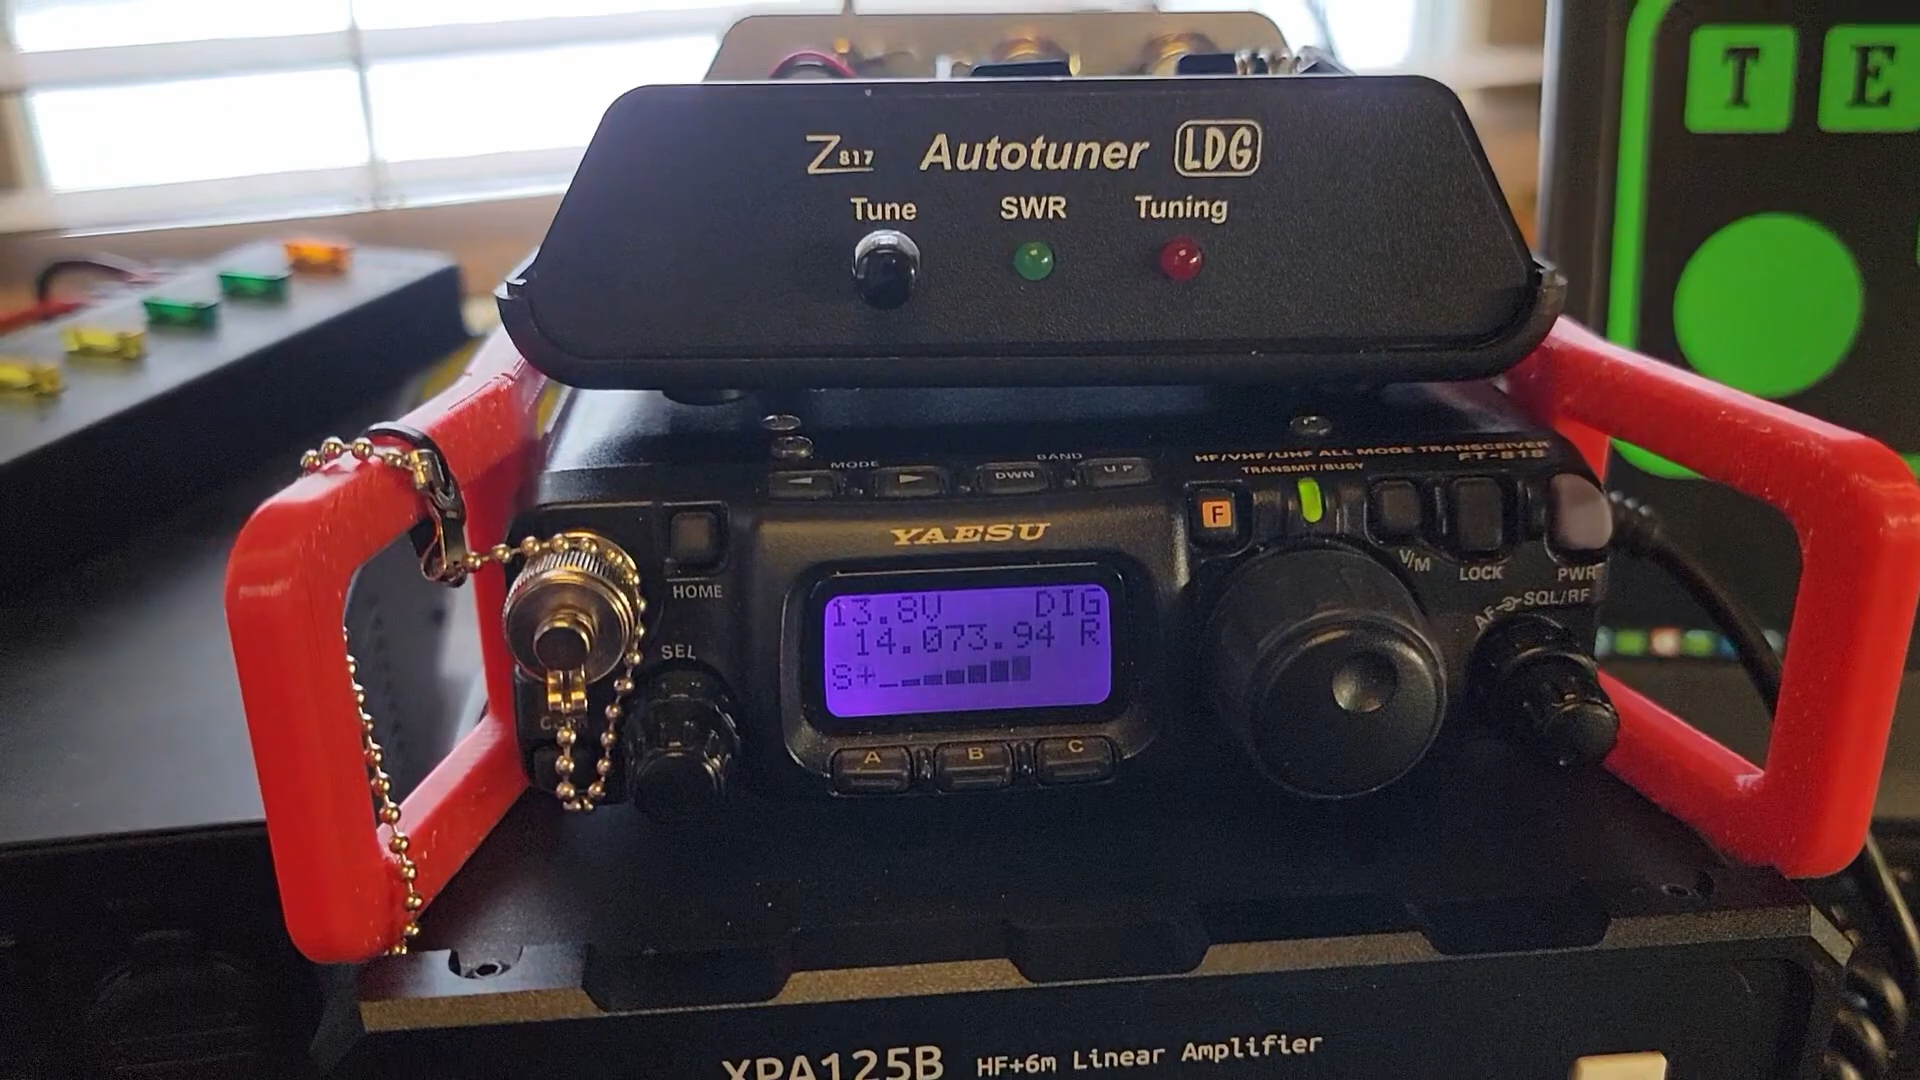 T E
Z817 Autotuner LDG
Tune SWR Tuning
MODE BAND
DWN UP
HF/VHF/UHF ALL MODE TRANSCEIVER
FT-818
TRANSMIT/BUSY
F
YAESU
HOME
V/M LOCK PWR
AF SQL/RF
SEL
13.8V DIG
14.073.94 R
S+
A B C
XPA125B HF+6m Linear Amplifier